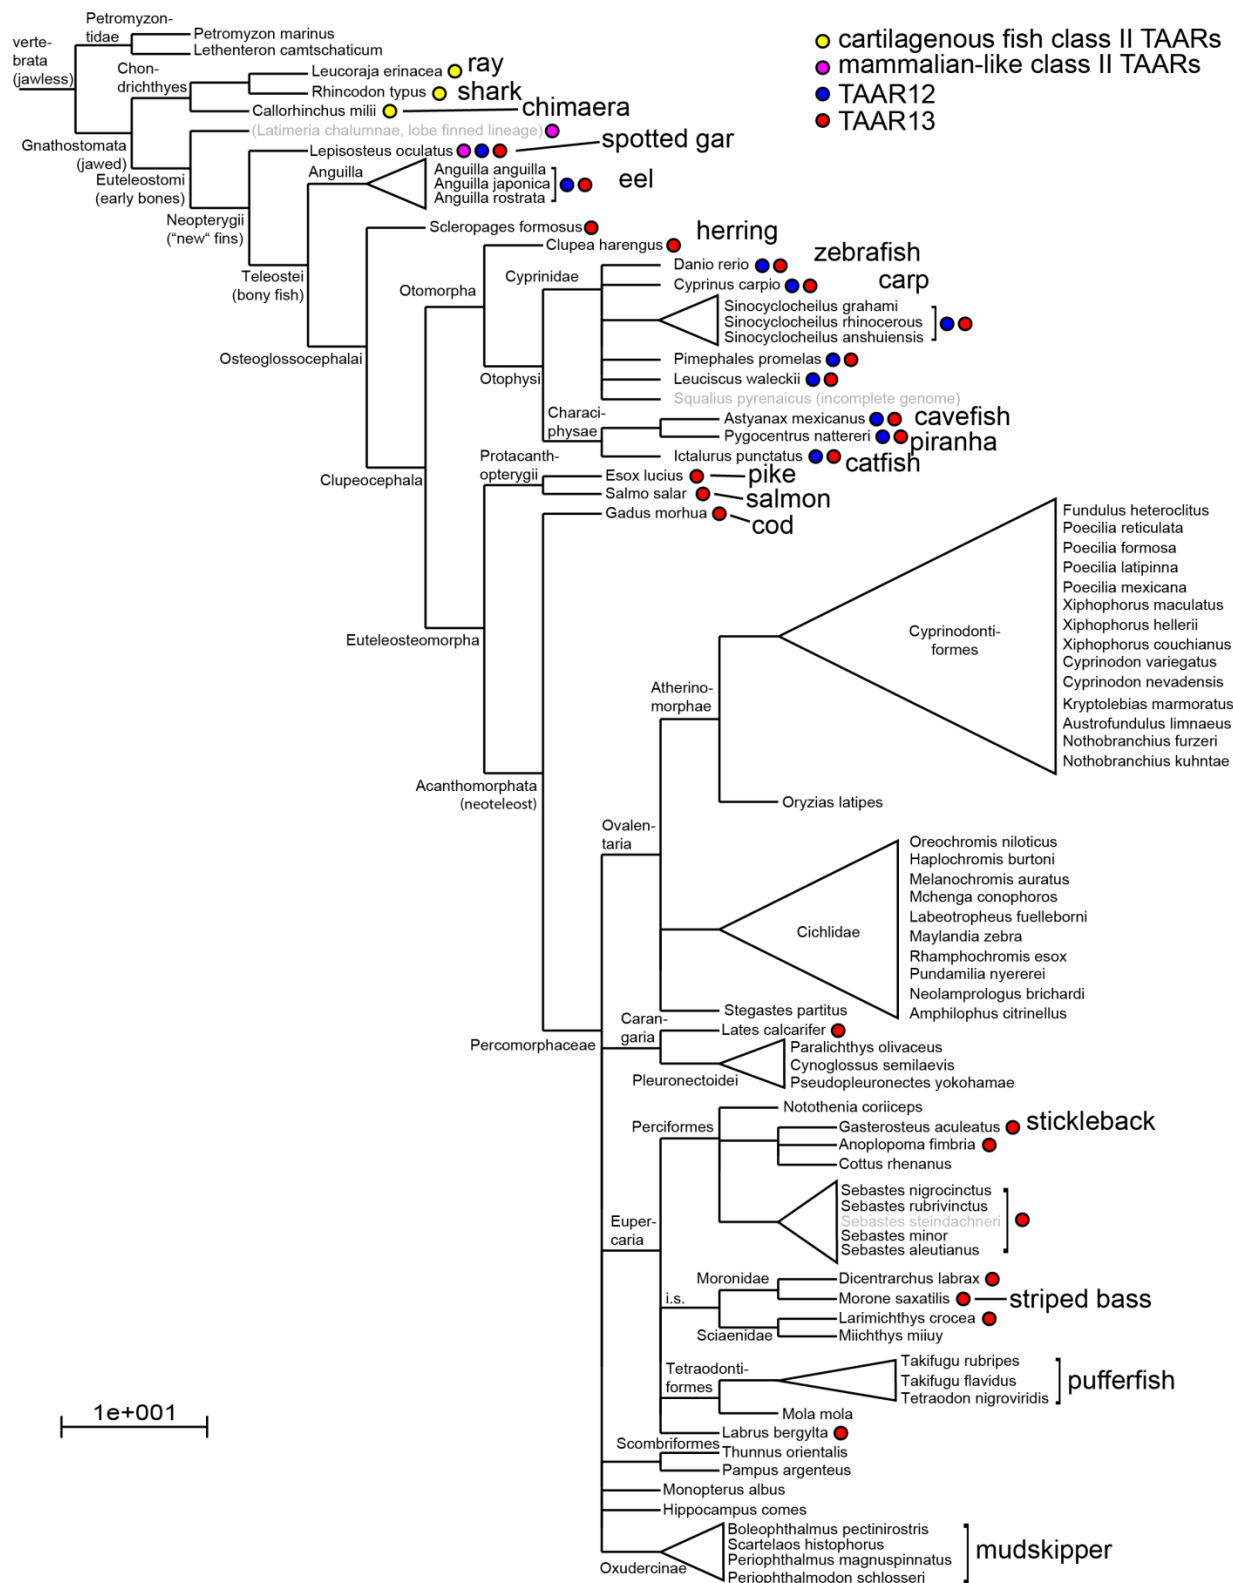 Petromyzon-
tidae
Petromyzon marinus
Lethenteron camtschaticum
verte-
brata
(jawless)
Chon-
drichthyes
Leucoraja erinacea
ray
Rhincodon typus
shark
Callorhinchus milii
chimaera
cartilagenous fish class II TAARs
mammalian-like class II TAARs
TAAR12
TAAR13
Gnathostomata
(jawed)
(Latimeria chalumnae, lobe finned lineage)
Lepisosteus oculatus
spotted gar
Euteleostomi
(early bones)
Anguilla
Anguilla anguilla
Anguilla japonica
Anguilla rostrata
eel
Neopterygii
("new" fins)
Scleropages formosus
Teleostei
(bony fish)
Clupea harengus
herring
Otomorpha
Cyprinidae
Danio rerio
zebrafish
Cyprinus carpio
carp
Sinocyclocheilus grahami
Sinocyclocheilus rhinocerous
Sinocyclocheilus anshuiensis
Osteoglossocephalai
Otophysi
Pimephales promelas
Leuciscus waleckii
Squalius pyrenaicus (incomplete genome)
Characi-
physae
Astyanax mexicanus
cavefish
Pygocentrus nattereri
piranha
Ictalurus punctatus
catfish
Clupeocephala
Protacanth-
opterygii
Esox lucius
pike
Salmo salar
salmon
Gadus morhua
cod
Euteleosteomorpha
Fundulus heteroclitus
Poecilia reticulata
Poecilia formosa
Poecilia latipinna
Poecilia mexicana
Xiphophorus maculatus
Xiphophorus hellerii
Xiphophorus couchianus
Cyprinodon variegatus
Cyprinodon nevadensis
Kryptolebias marmoratus
Austrofundulus limnaeus
Nothobranchius furzeri
Nothobranchius kuhntae
Cyprinodonti-
formes
Atherino-
morphae
Oryzias latipes
Acanthomorphata
(neoteleost)
Ovalen-
taria
Cichlidae
Oreochromis niloticus
Haplochromis burtoni
Melanochromis auratus
Mchenga conophoros
Labeotropheus fuelleborni
Maylandia zebra
Rhamphochromis esox
Pundamilia nyererei
Neolamprologus brichardi
Amphilophus citrinellus
Stegastes partitus
Percomorphaceae
Caran-
garia
Lates calcarifer
Pleuronectoidei
Paralichthys olivaceus
Cynoglossus semilaevis
Pseudopleuronectes yokohamae
Perciformes
Notothenia coriiceps
Gasterosteus aculeatus
stickleback
Anoplopoma fimbria
Cottus rhenanus
Sebastes nigrocinctus
Sebastes rubrivinctus
Sebastes steindachneri
Sebastes minor
Sebastes aleutianus
Euper-
caria
Moronidae
Dicentrarchus labrax
i.s.
Morone saxatilis
striped bass
Larimichthys crocea
Sciaenidae
Miichthys miiuy
Tetraodonti-
formes
Takifugu rubripes
Takifugu flavidus
Tetraodon nigroviridis
pufferfish
Mola mola
Labrus bergylta
Scombriformes
Thunnus orientalis
Pampus argenteus
Monopterus albus
Hippocampus comes
Oxudercinae
Boleophthalmus pectinirostris
Scartelaos histophorus
Periophthalmus magnuspinnatus
Periophthalmodon schlosseri
mudskipper
1e+001